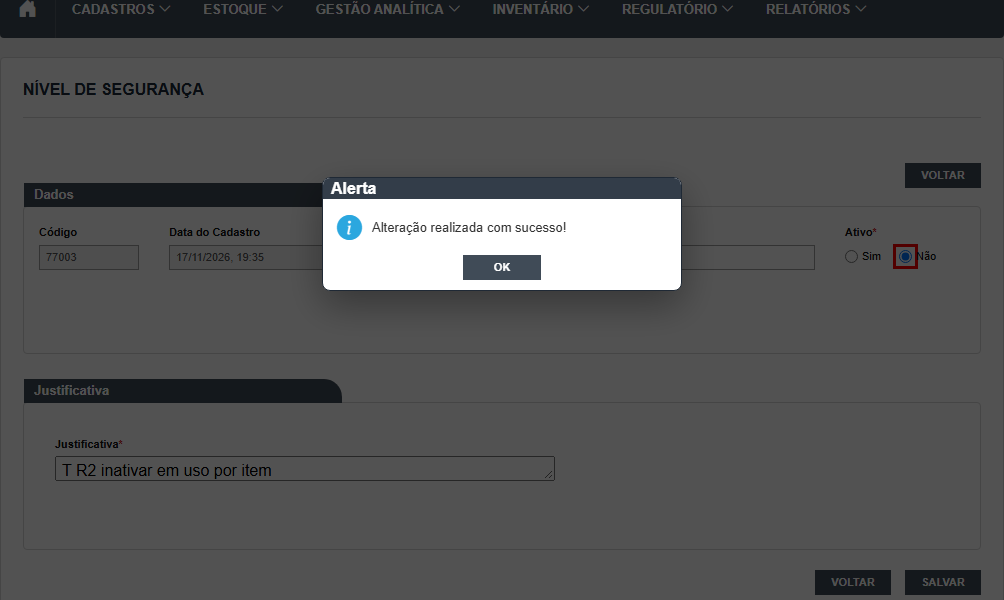 CADASTROS ESTOQUE GESTÃO ANALÍTICA INVENTÁRIO REGULATÓRIO RELATÓRIOS
NÍVEL DE SEGURANÇA
VOLTAR
Dados
Código Data do Cadastro Ativo*
77003 17/11/2026, 19:35 Sim Não
Alerta
Alteração realizada com sucesso!
OK
Justificativa
Justificativa*
T R2 inativar em uso por item
VOLTAR SALVAR